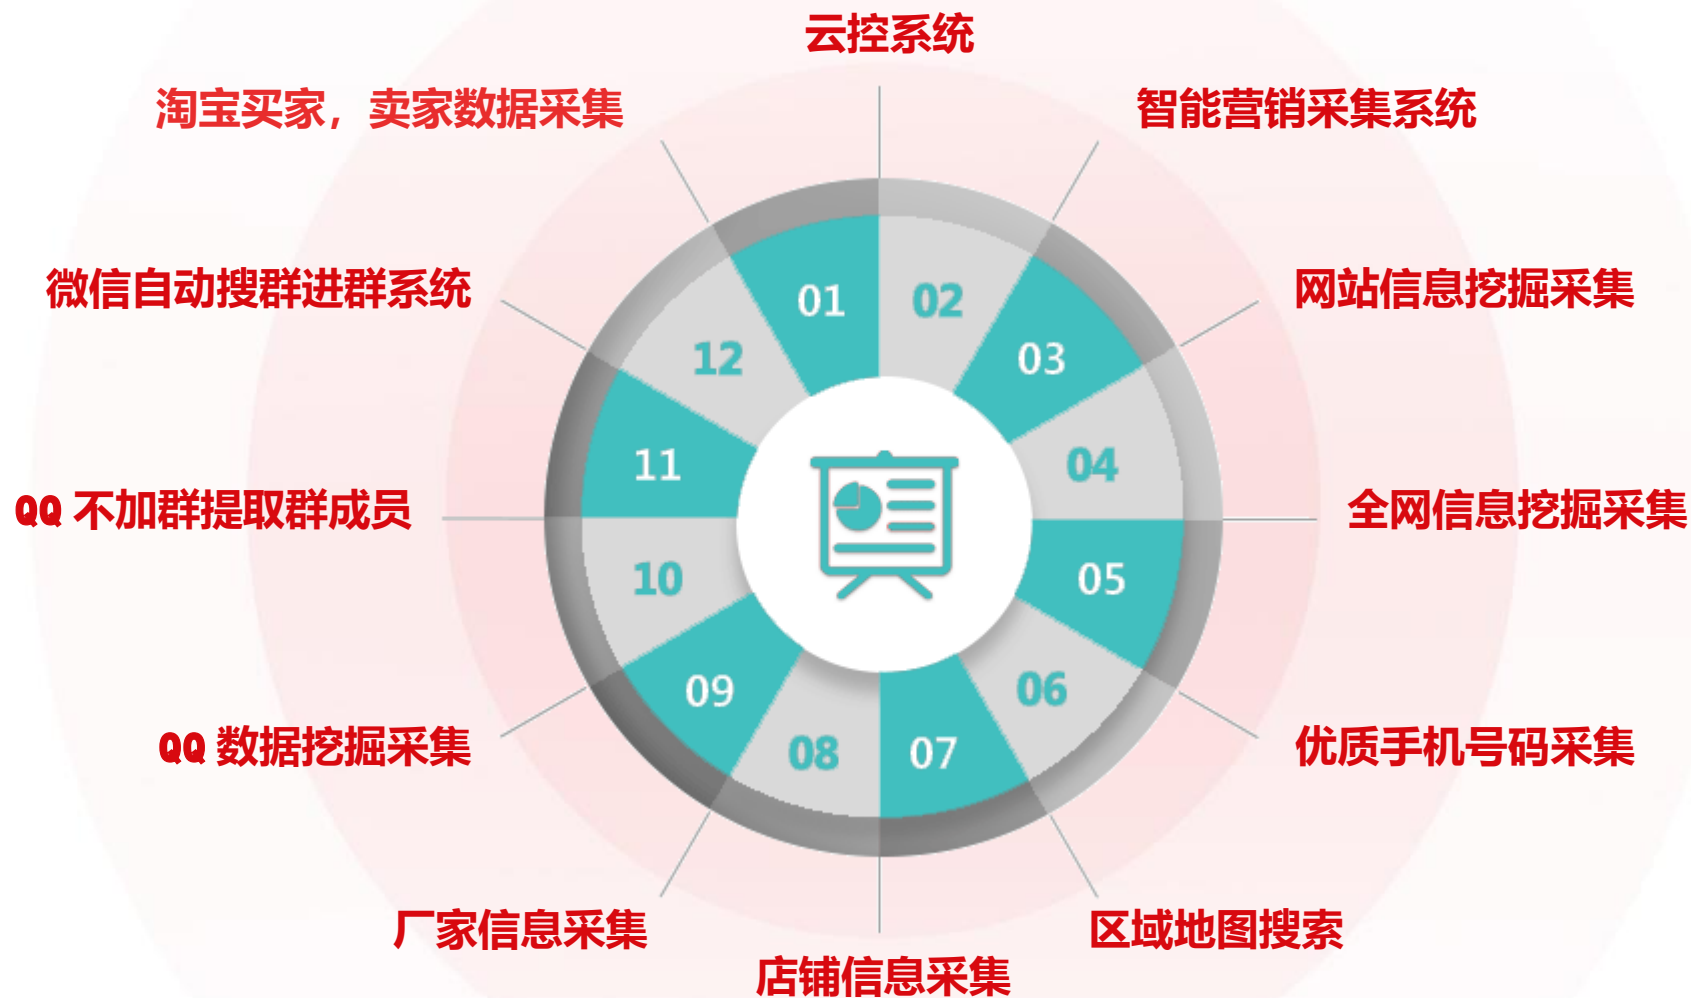 云控系统
淘宝买家，卖家数据采集
智能营销采集系统
微信自动搜群进群系统
网站信息挖掘采集
01
02
12
03
11
04
QQ 不加群提取群成员
全网信息挖掘采集
10
05
09
06
08
07
QQ 数据挖掘采集
优质手机号码采集
厂家信息采集
区域地图搜索
店铺信息采集